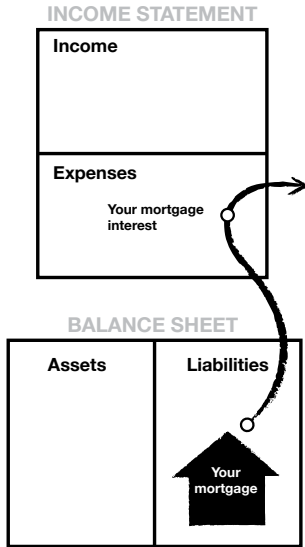 INCOME STATEMENT
Income
Expenses
Your mortgage
interest
BALANCE SHEET
Assets
Liabilities
Your
mortgage